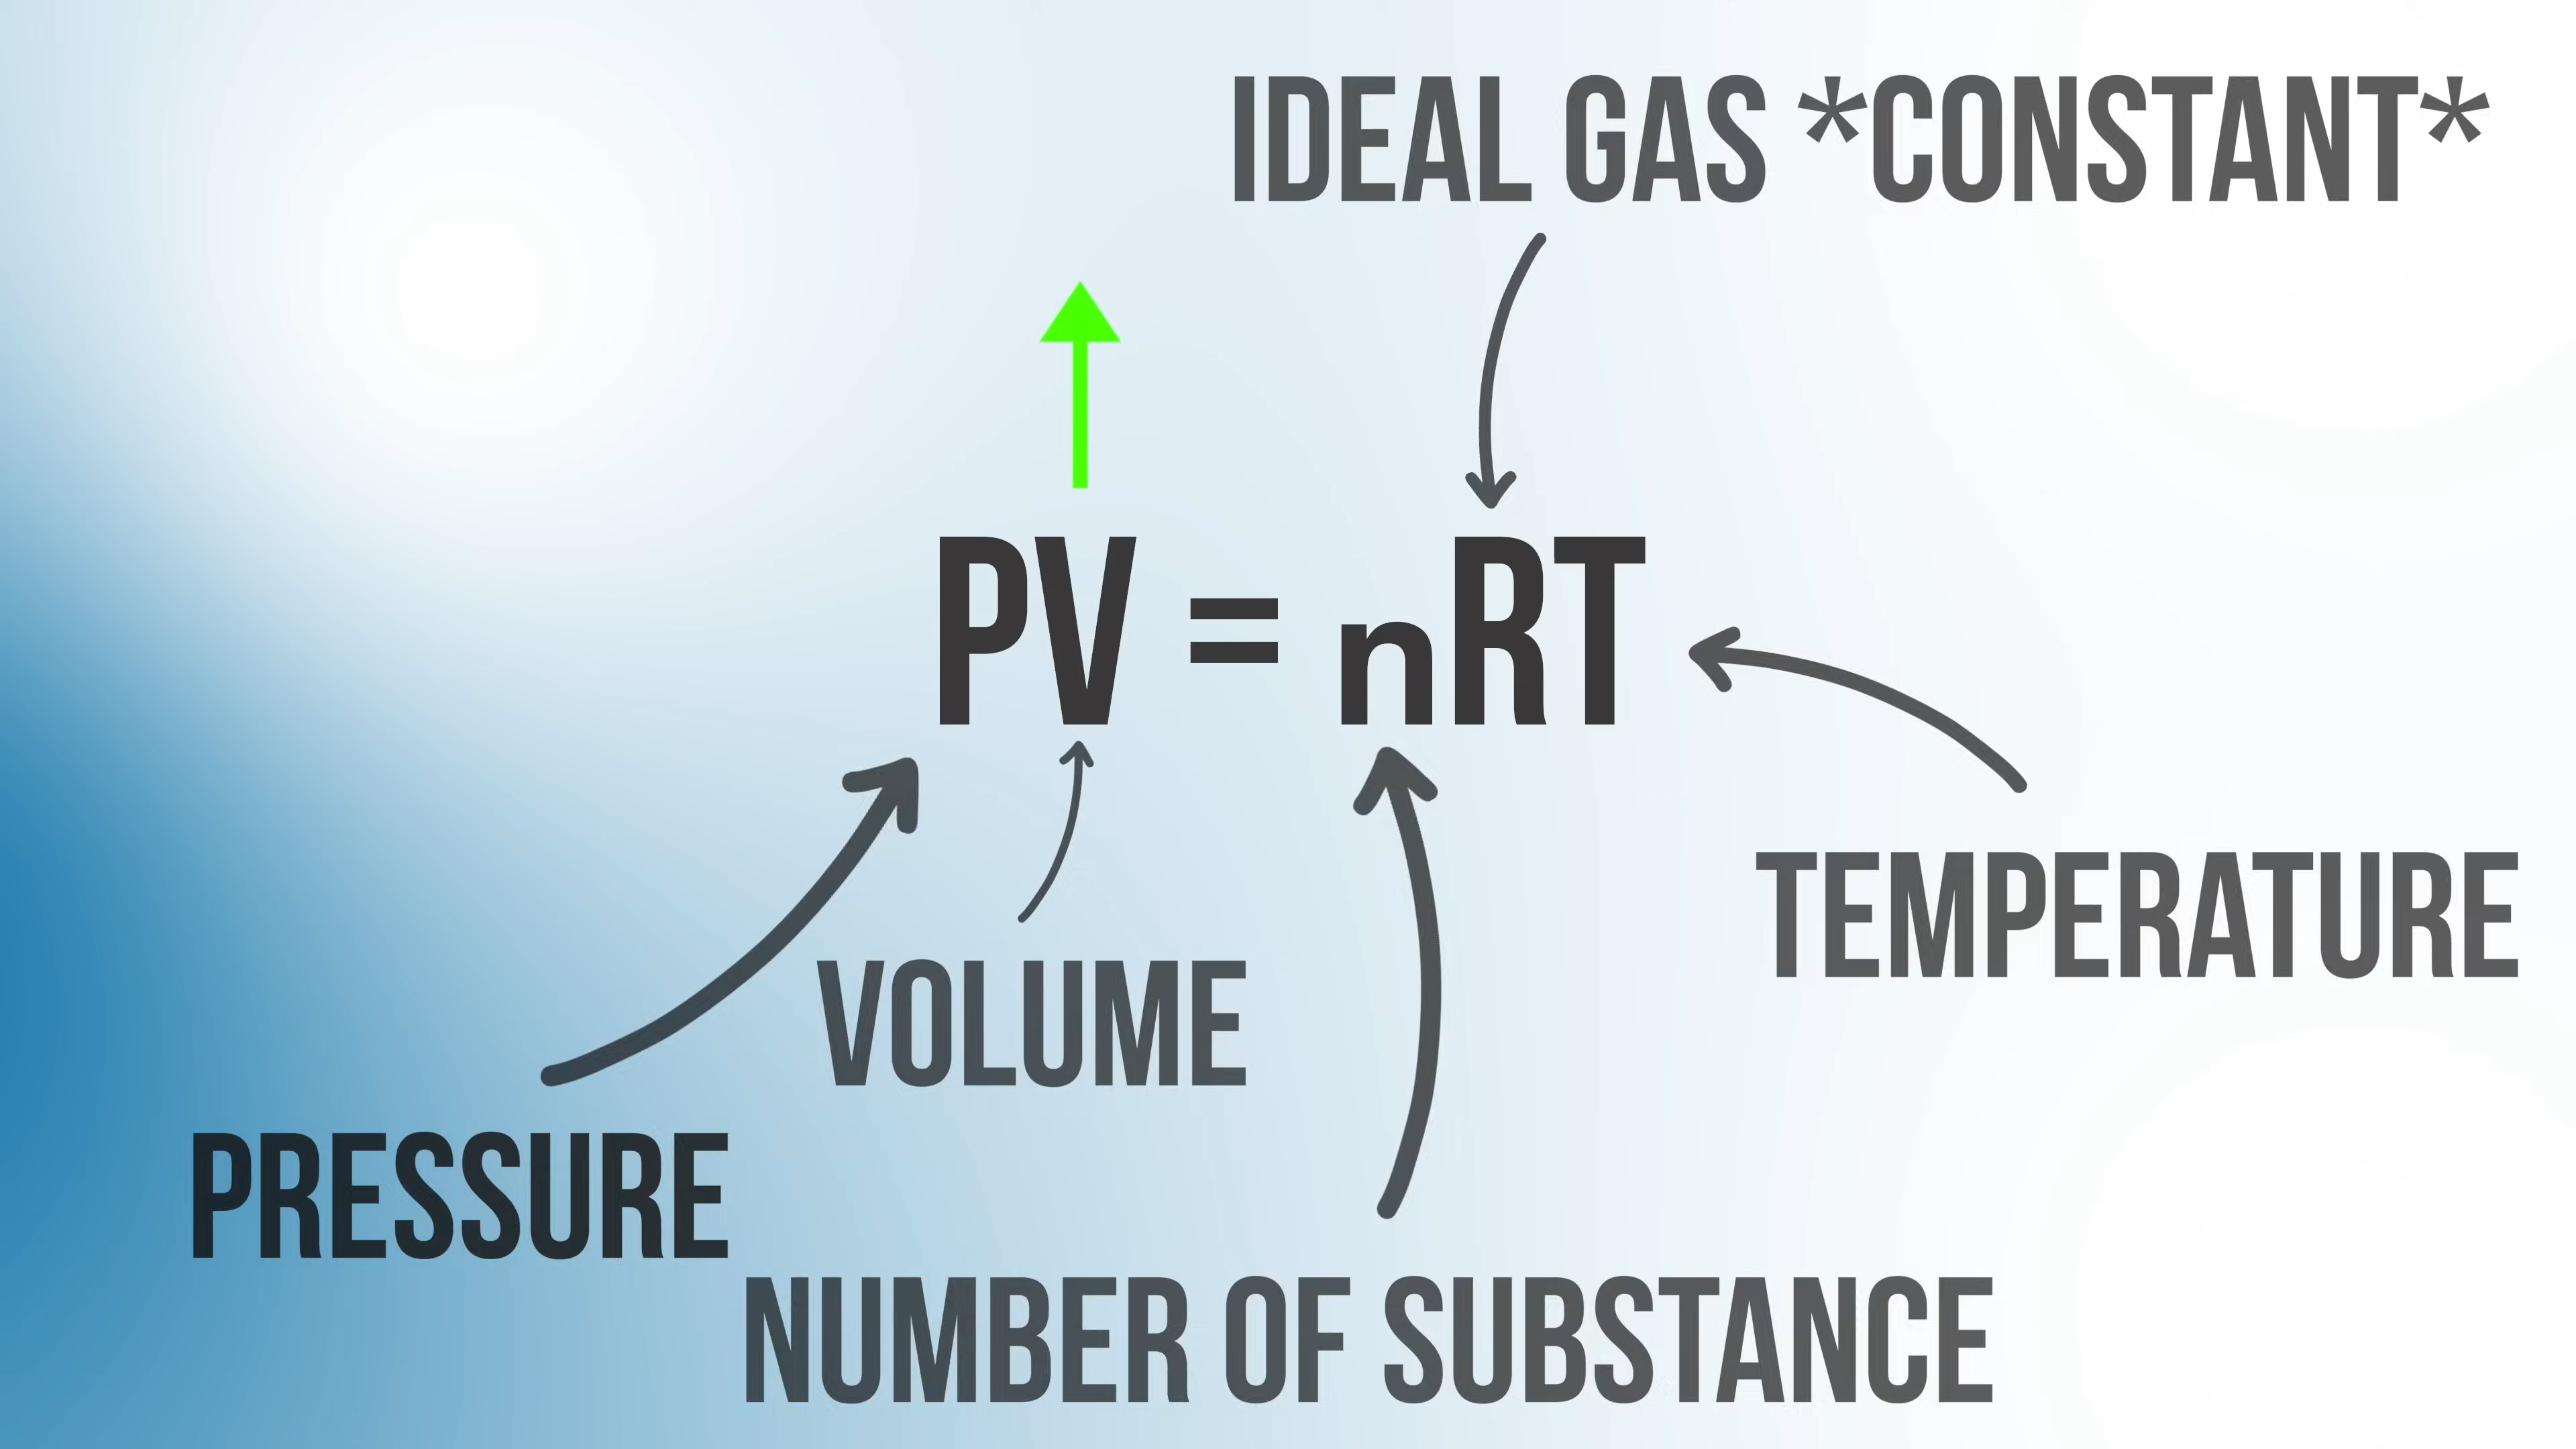 IDEAL GAS *CONSTANT*
PV = nRT
TEMPERATURE
VOLUME
PRESSURE
NUMBER OF SUBSTANCE